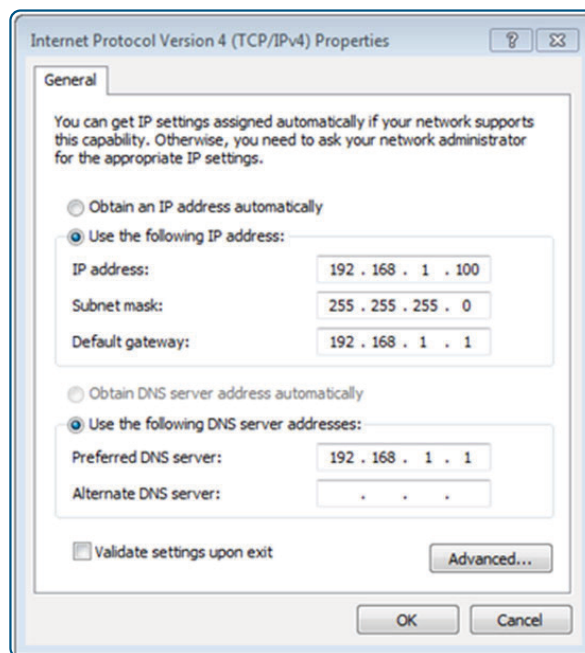 Internet Protocol Version 4 (TCP/IPv4) Properties
?
General
You can get IP settings assigned automatically if your network supports
this capability. Otherwise, you need to ask your network administrator
for the appropriate IP settings.
Obtain an IP address automatically
Use the following IP address:
IP address: 192 . 168 . 1 . 100
Subnet mask: 255 . 255 . 255 . 0
Default gateway: 192 . 168 . 1 . 1
Obtain DNS server address automatically
Use the following DNS server addresses:
Preferred DNS server: 192 . 168 . 1 . 1
Alternate DNS server: . . .
Validate settings upon exit
Advanced...
OK Cancel